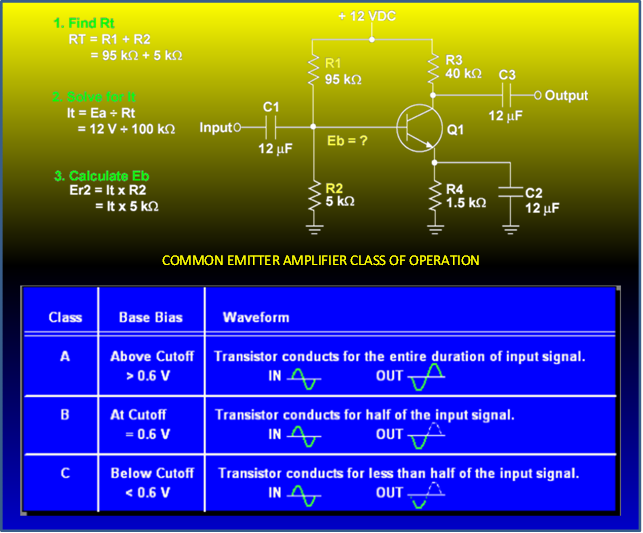 1. Find Rt
RT = R1 + R2
= 95 kΩ + 5 kΩ
2. Solve for It
It = Ea ÷ Rt
= 12 V ÷ 100 kΩ
3. Calculate Eb
Er2 = It x R2
= It x 5 kΩ
+ 12 VDC
R1
95 kΩ
R3
40 kΩ
C3
12 µF
Output
C1
12 µF
Input
Eb = ?
Q1
R2
5 kΩ
R4
1.5 kΩ
C2
12 µF
COMMON EMITTER AMPLIFIER CLASS OF OPERATION
Class Base Bias Waveform
A Above Cutoff Transistor conducts for the entire duration of input signal.
> 0.6 V IN OUT
B At Cutoff Transistor conducts for half of the input signal.
= 0.6 V IN OUT
C Below Cutoff Transistor conducts for less than half of the input signal.
< 0.6 V IN OUT